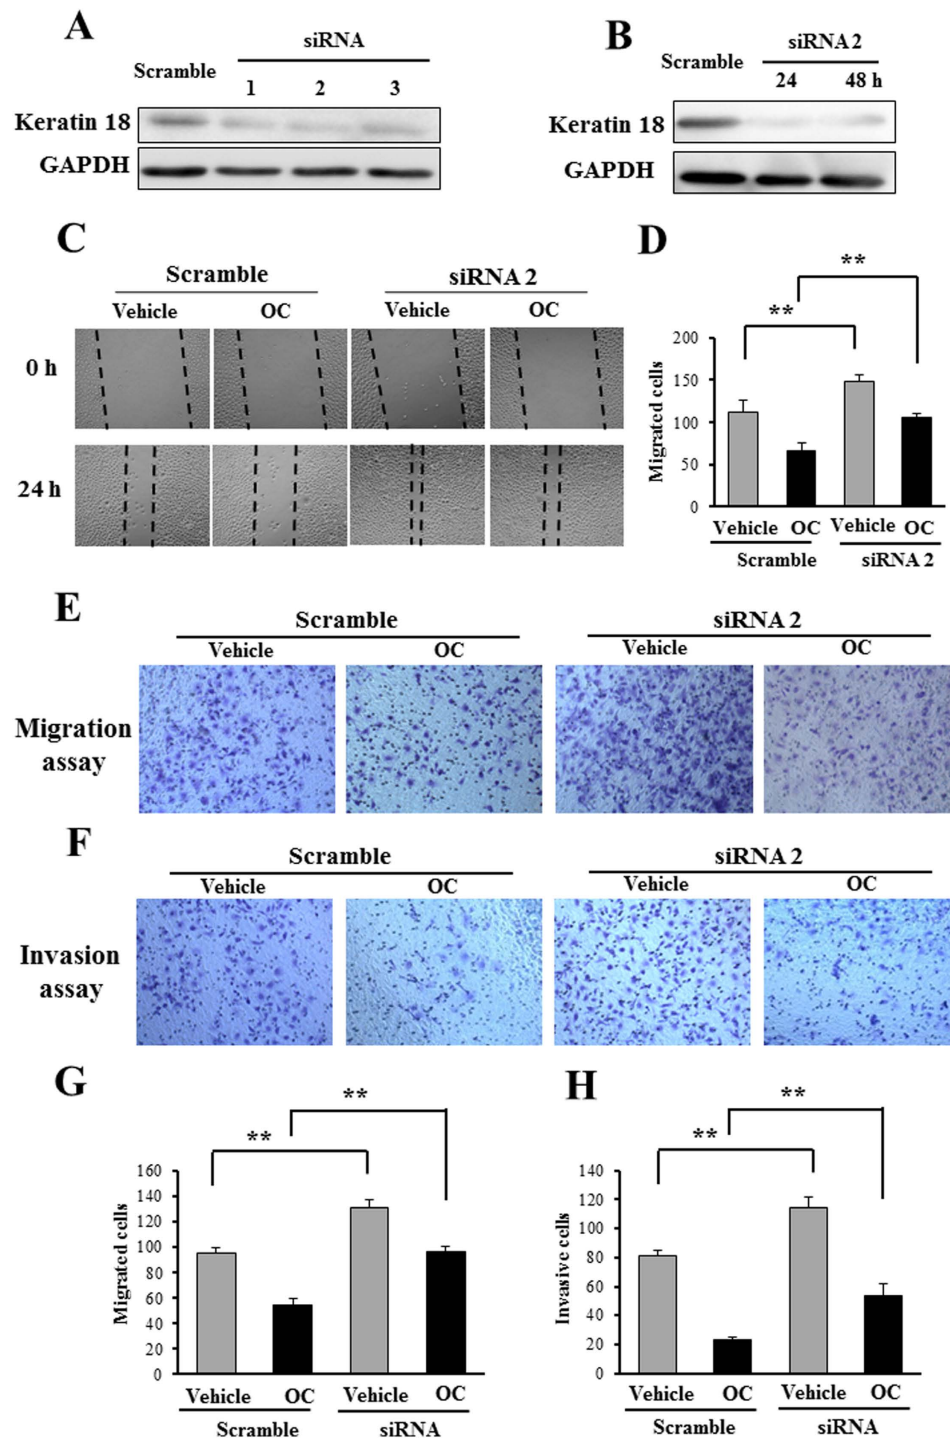 A
siRNA
Scramble
1 2 3
Keratin 18
GAPDH
B
Scramble siRNA 2
24 48 h
Keratin 18
GAPDH
C
Scramble siRNA 2
Vehicle OC Vehicle OC
0 h
24 h
D
**
**
200
150
100
50
0
Migrated cells
Vehicle OC Vehicle OC
Scramble siRNA 2
E
Scramble siRNA 2
Vehicle OC Vehicle OC
Migration
assay
F
Scramble siRNA 2
Vehicle OC Vehicle OC
Invasion
assay
G
**
**
160
140
120
100
80
60
40
20
0
Migrated cells
Vehicle OC Vehicle OC
Scramble siRNA
H
**
**
140
120
100
80
60
40
20
0
Invasive cells
Vehicle OC Vehicle OC
Scramble siRNA